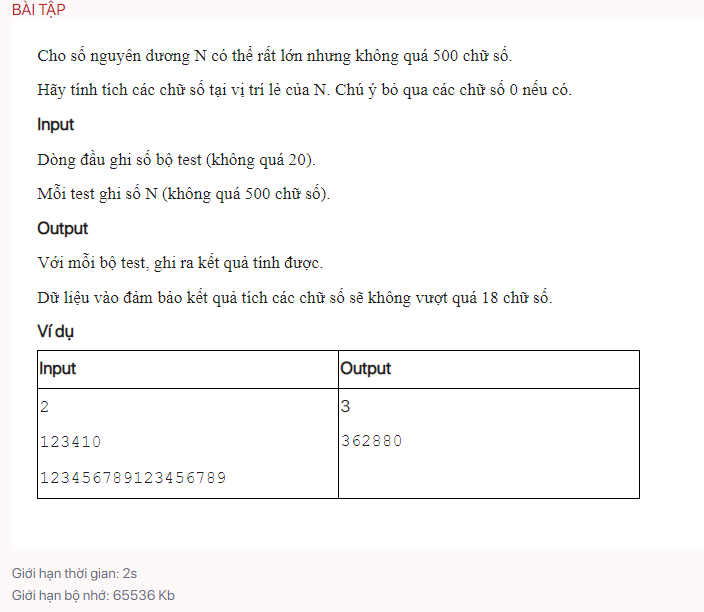 BÀI TẬP
Cho số nguyên dương N có thể rất lớn nhưng không quá 500 chữ số.
Hãy tính tích các chữ số tại vị trí lẻ của N. Chú ý bỏ qua các chữ số 0 nếu có.
Input
Dòng đầu ghi số bộ test (không quá 20).
Mỗi test ghi số N (không quá 500 chữ số).
Output
Với mỗi bộ test, ghi ra kết quả tính được.
Dữ liệu vào đảm bảo kết quả tích các chữ số sẽ không vượt quá 18 chữ số.
Ví dụ
Input Output
2 3
123410 362880
123456789123456789
Giới hạn thời gian: 2s
Giới hạn bộ nhớ: 65536 Kb